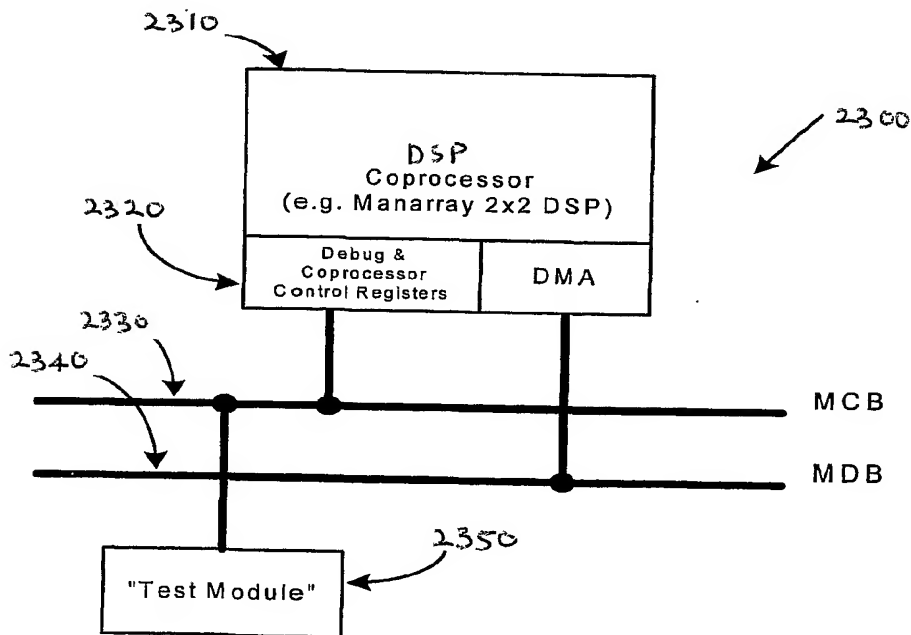 2310
2300
DSP
Coprocessor
(e.g. Manarray 2x2 DSP)
2320
Debug &
Coprocessor
Control Registers
DMA
2330
2340
MCB
MDB
2350
"Test Module"